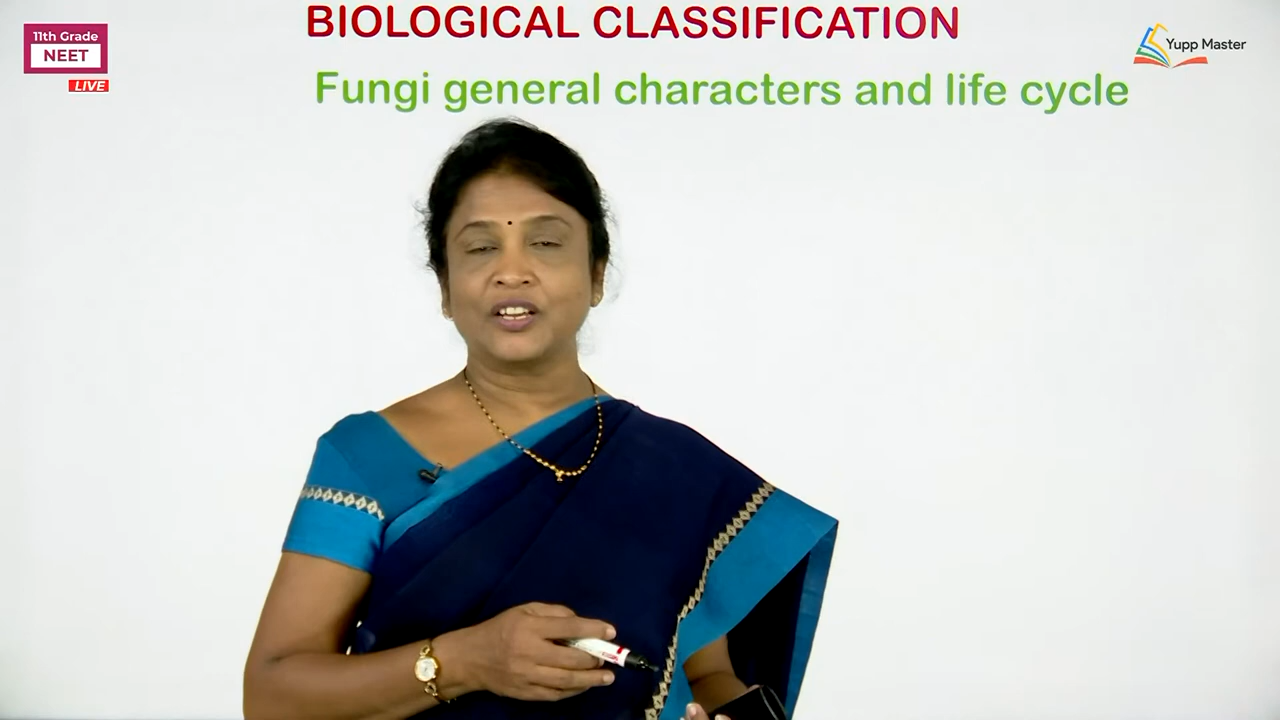 BIOLOGICAL CLASSIFICATION
11th Grade
NEET
LIVE
Yupp Master
Fungi general characters and life cycle